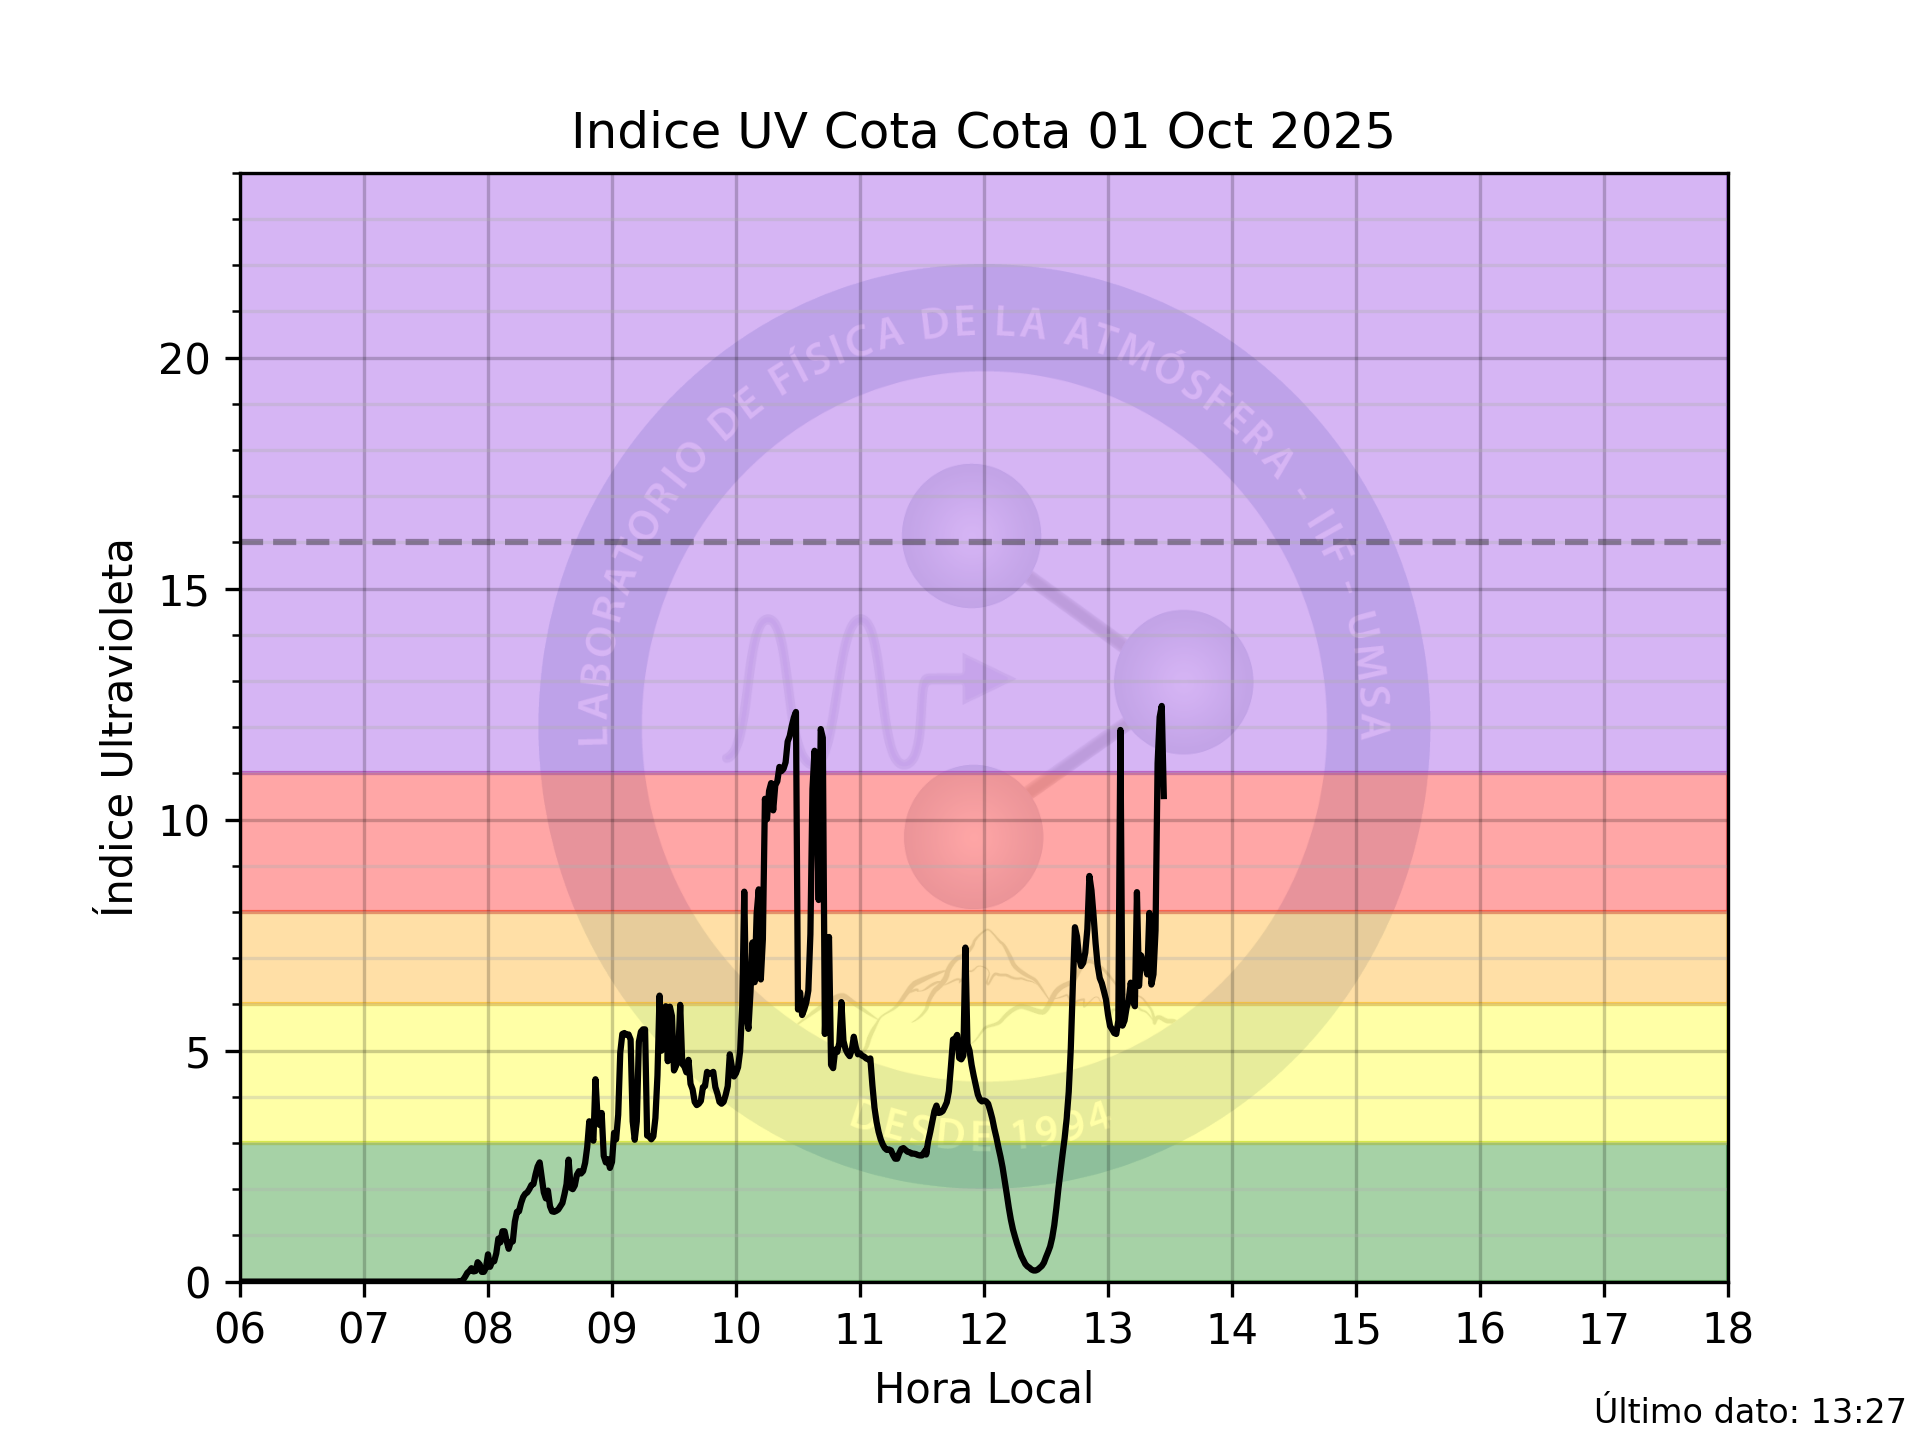 Indice UV Cota Cota 01 Oct 2025
LABORATORIO DE FÍSICA DE LA ATMÓSFERA - IIF - UMSA
DESDE 1994
Índice Ultravioleta
20
15
10
5
0
06 07 08 09 10 11 12 13 14 15 16 17 18
Hora Local
Último dato: 13:27